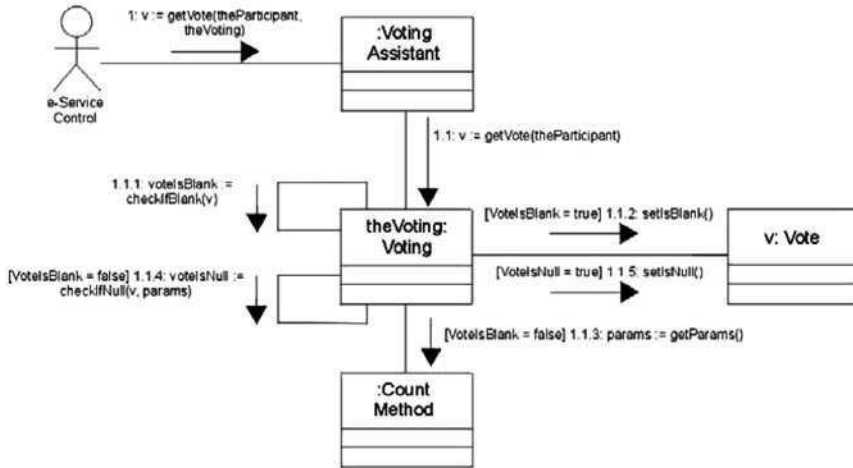 1: v := getVote(theParticipant,
theVoting)
:Voting
Assistant
e-Service
Control
1.1: v := getVote(theParticipant)
1.1.1: voteIsBlank :=
checkIfBlank(v)
theVoting:
Voting
[VoteIsBlank = true] 1.1.2: setIsBlank()
v: Vote
[VoteIsBlank = false] 1.1.4: voteIsNull :=
checkIfNull(v, params)
[VoteIsNull = true] 1.1.5: setIsNull()
[VoteIsBlank = false] 1.1.3: params := getParams()
:Count
Method